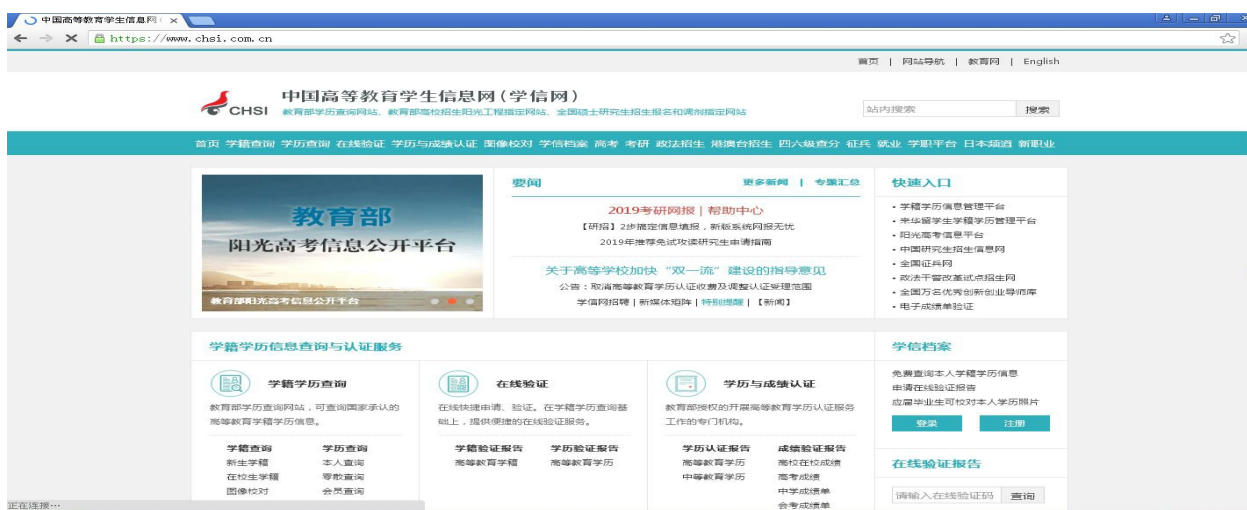 中国高等教育学生信息网(
https://www.chsi.com.cn
首页 | 网站导航 | 教育网 | English
CHSI
中国高等教育学生信息网(学信网)
教育部学历查询网站、教育部高校招生阳光工程指定网站、全国硕士研究生招生报名和调剂指定网站
站内搜索 搜索
首页 学籍查询 学历查询 在线验证 学历与成绩认证 图像校对 学信档案 高考 考研 政法招生 港澳台招生 四六级查分 征兵 就业 学职平台 日本频道 新职业
教育部
阳光高考信息公开平台
教育部阳光高考信息公开平台
要闻 更多新闻 | 专题汇总
2019考研网报 | 帮助中心
【研招】2步搞定信息填报,新版系统网报无忧
2019年推荐免试攻读研究生申请指南
关于高等学校加快“双一流”建设的指导意见
公告:取消高等教育学历认证收费及调整认证受理范围
学信网招聘 | 新媒体矩阵 | 特别提醒 | 【新闻】
快速入口
· 学籍学历信息管理平台
· 来华留学生学籍学历管理平台
· 阳光高考信息平台
· 中国研究生招生信息网
· 全国征兵网
· 政法干警改革试点招生网
· 全国万名优秀创新创业导师库
· 电子成绩单验证
学籍学历信息查询与认证服务
学籍学历查询
教育部学历查询网站,可查询国家承认的
高等教育学籍学历信息。
学籍查询 学历查询
新生学籍 本人查询
在校生学籍 零散查询
图像校对 会员查询
在线验证
在线快捷申请、验证。在学籍学历查询基
础上,提供便捷的在线验证服务。
学籍验证报告 学历验证报告
高等教育学籍 高等教育学历
学历与成绩认证
教育部授权的开展高等教育学历认证服务
工作的专门机构。
学历认证报告 成绩验证报告
高等教育学历 高校在校成绩
中等教育学历 高考成绩
中学成绩单
会考成绩单
学信档案
免费查询本人学籍学历信息
申请在线验证报告
应届毕业生可校对本人学历照片
登录 注册
在线验证报告
请输入在线验证码 查询
正在连接…